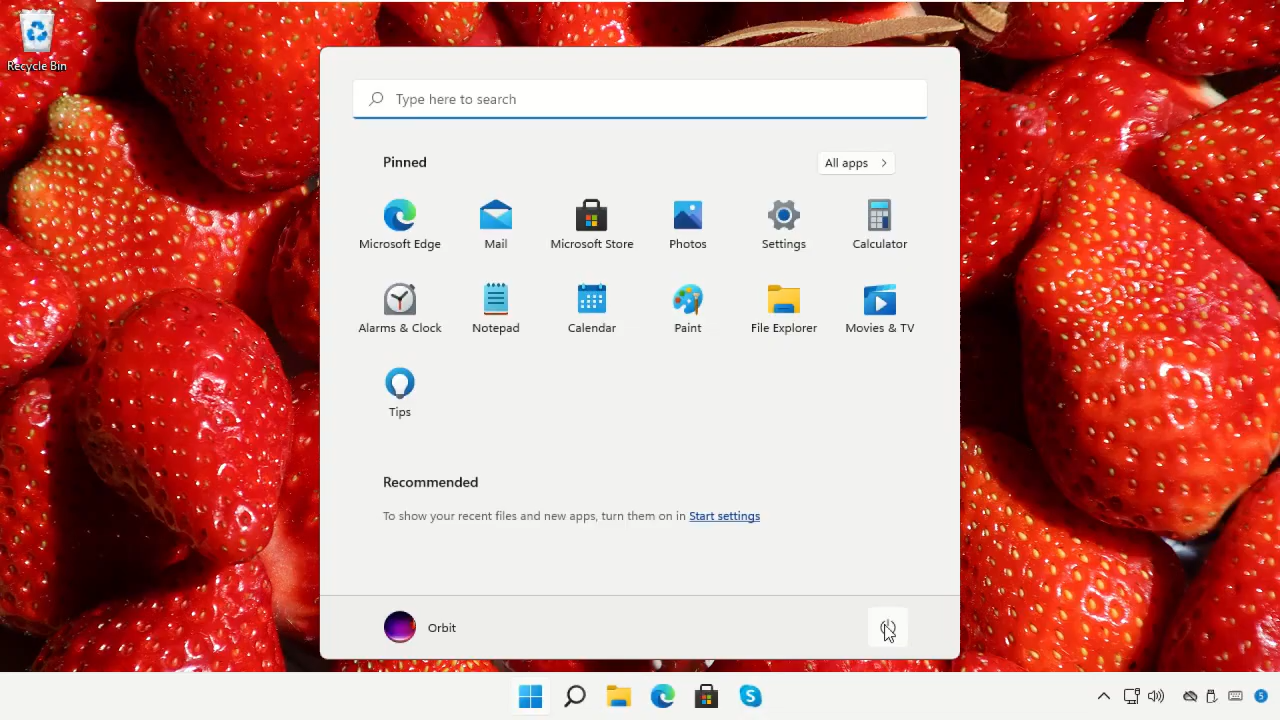 Recycle Bin
Type here to search
Pinned
All apps
Microsoft Edge
Mail
Microsoft Store
Photos
Settings
Calculator
Alarms & Clock
Notepad
Calendar
Paint
File Explorer
Movies & TV
Tips
Recommended
To show your recent files and new apps, turn them on in Start settings
Orbit
5